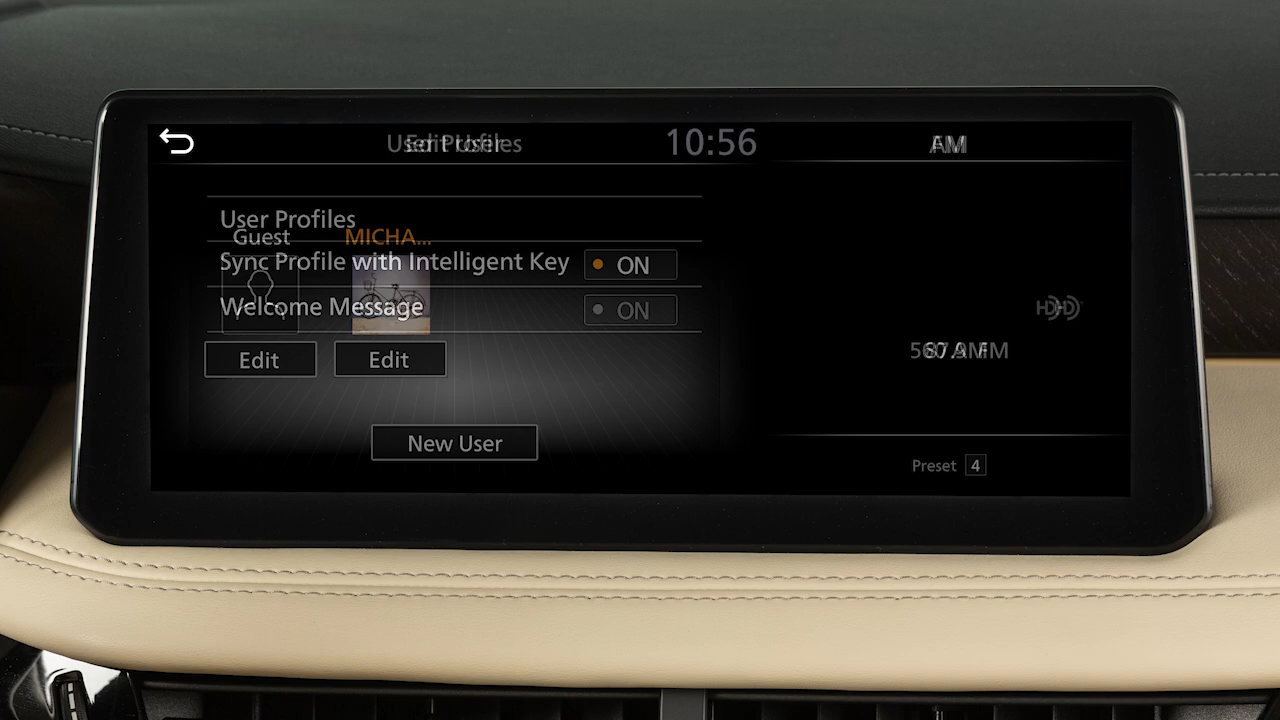 10:56
User Profiles
Guest
MICHA...
Sync Profile with Intelligent Key
ON
Welcome Message
ON
Edit
Edit
New User
Preset 4